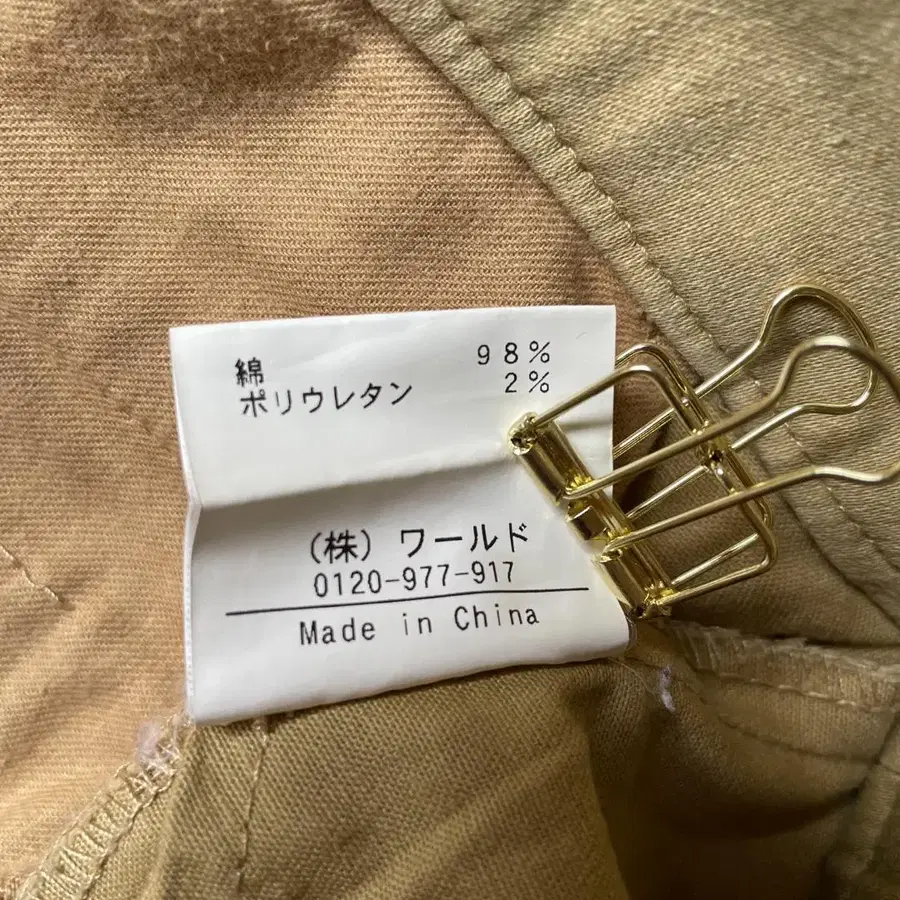 綿 98%
ポリウレタン 2%
(株) ワールド
0120-977-917
Made in China